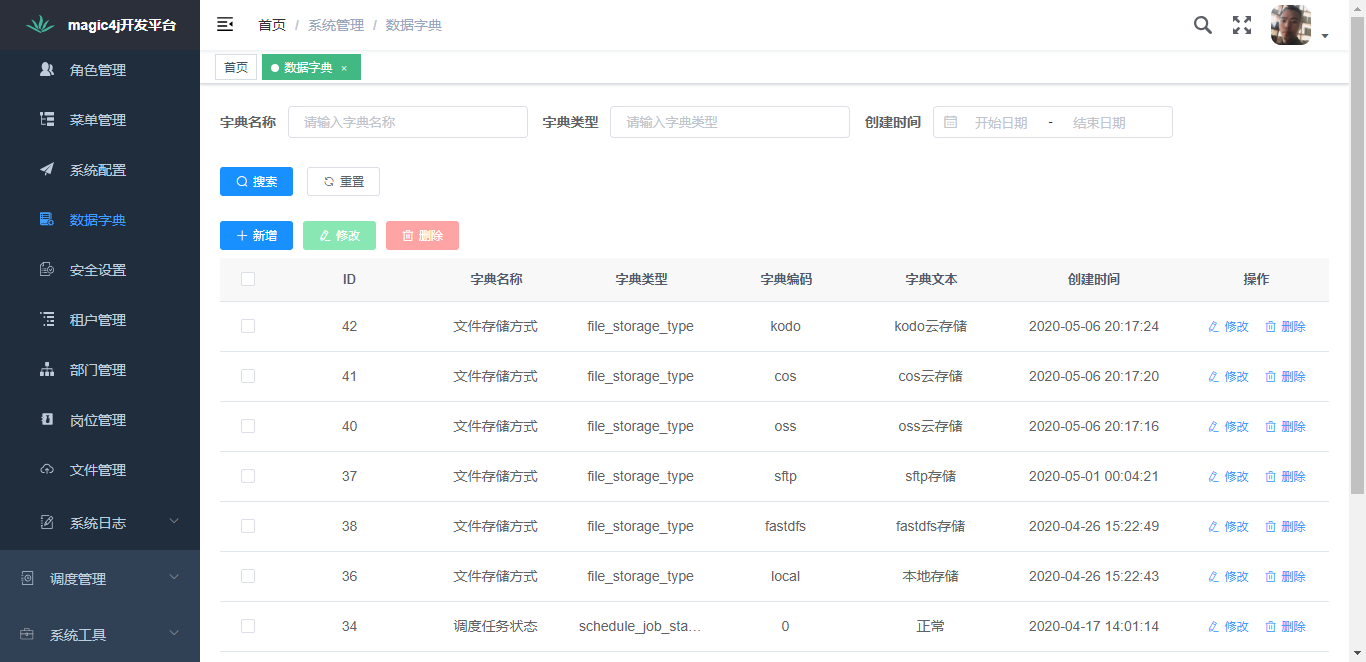 magic4j开发平台
角色管理
菜单管理
系统配置
数据字典
安全设置
租户管理
部门管理
岗位管理
文件管理
系统日志
调度管理
系统工具
首页 / 系统管理 / 数据字典
首页 数据字典 ×
字典名称 请输入字典名称 字典类型 请输入字典类型 创建时间 开始日期 - 结束日期
搜索 重置
新增 修改 删除
ID 字典名称 字典类型 字典编码 字典文本 创建时间 操作
42 文件存储方式 file_storage_type kodo kodo云存储 2020-05-06 20:17:24 修改 删除
41 文件存储方式 file_storage_type cos cos云存储 2020-05-06 20:17:20 修改 删除
40 文件存储方式 file_storage_type oss oss云存储 2020-05-06 20:17:16 修改 删除
37 文件存储方式 file_storage_type sftp sftp存储 2020-05-01 00:04:21 修改 删除
38 文件存储方式 file_storage_type fastdfs fastdfs存储 2020-04-26 15:22:49 修改 删除
36 文件存储方式 file_storage_type local 本地存储 2020-04-26 15:22:43 修改 删除
34 调度任务状态 schedule_job_sta... 0 正常 2020-04-17 14:01:14 修改 删除